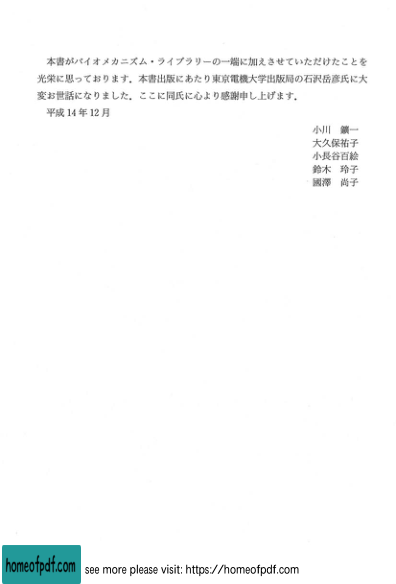 本書がバイオメカニズム・ライブラリーの一端に加えさせていただけたことを
光栄に思っております．本書出版にあたり東京電機大学出版局の石沢岳彦氏に大
変お世話になりました．ここに同氏に心より感謝申し上げます．
平成 14 年 12 月
小川　鑛一
大久保祐子
小長谷百絵
鈴木　玲子
國澤　尚子
homeofpdf.com see more please visit: https://homeofpdf.com